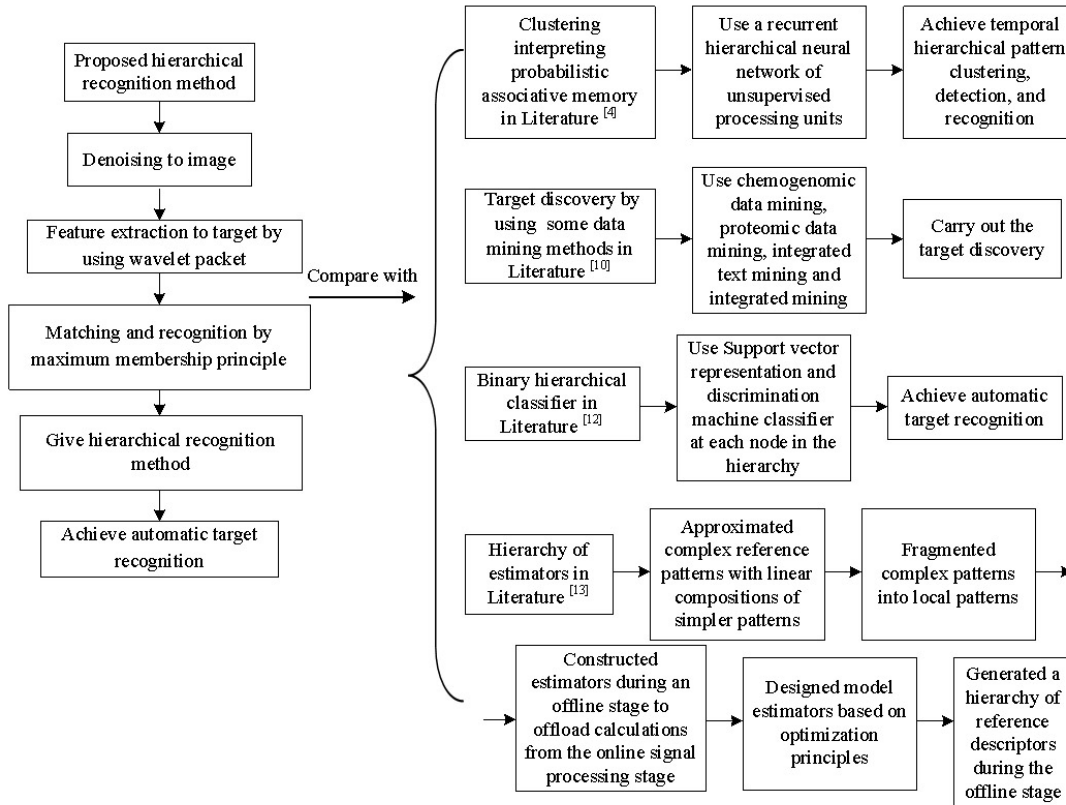 Proposed hierarchical
recognition method
Denoising to image
Feature extraction to target by
using wavelet packet
Matching and recognition by
maximum membership principle
Give hierarchical recognition
method
Achieve automatic target
recognition
Compare with
Clustering
interpreting
probabilistic
associative memory
in Literature [4]
Use a recurrent
hierarchical neural
network of
unsupervised
processing units
Achieve temporal
hierarchical pattern
clustering,
detection, and
recognition
Target discovery by
using some data
mining methods in
Literature [10]
Use chemogenomic
data mining,
proteomic data
mining, integrated
text mining and
integrated mining
Carry out the
target discovery
Binary hierarchical
classifier in
Literature [12]
Use Support vector
representation and
discrimination
machine classifier
at each node in the
hierarchy
Achieve automatic
target recognition
Hierarchy of
estimators in
Literature [13]
Approximated
complex reference
patterns with linear
compositions of
simpler patterns
Fragmented
complex patterns
into local patterns
Constructed
estimators during an
offline stage to
offload calculations
from the online signal
processing stage
Designed model
estimators based on
optimization
principles
Generated a
hierarchy of
reference
descriptors
during the
offline stage